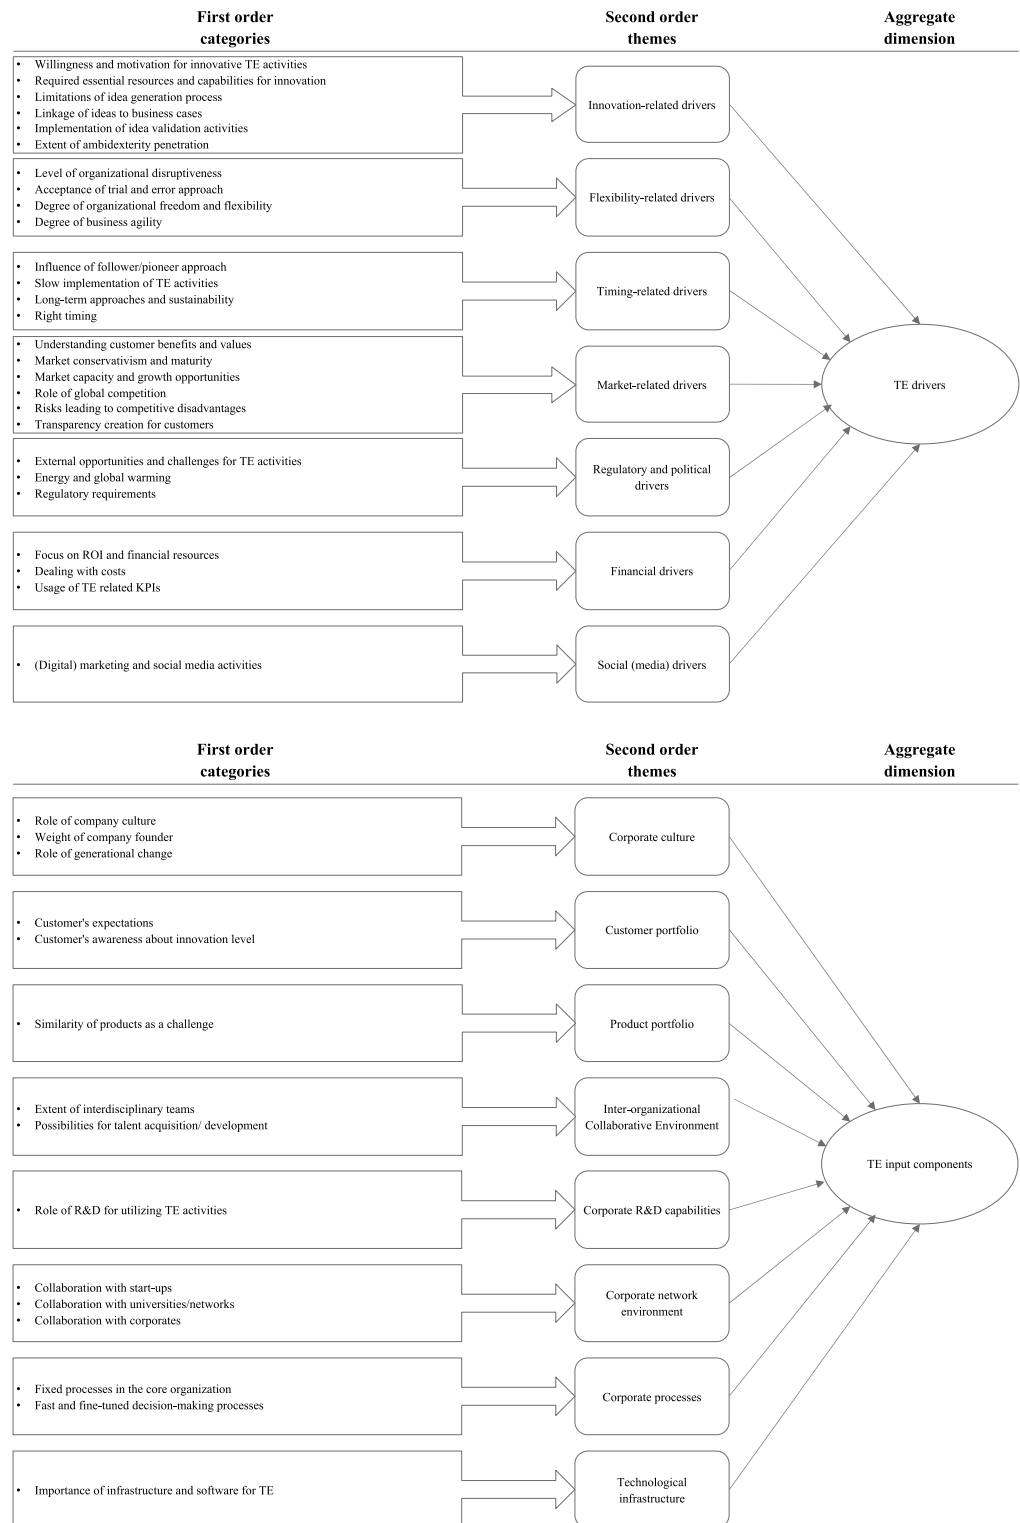 First order
categories
Second order
themes
Aggregate
dimension
• Willingness and motivation for innovative TE activities
• Required essential resources and capabilities for innovation
• Limitations of idea generation process
• Linkage of ideas to business cases
• Implementation of idea validation activities
• Extent of ambidexterity penetration
Innovation-related drivers
• Level of organizational disruptiveness
• Acceptance of trial and error approach
• Degree of organizational freedom and flexibility
• Degree of business agility
Flexibility-related drivers
• Influence of follower/pioneer approach
• Slow implementation of TE activities
• Long-term approaches and sustainability
• Right timing
Timing-related drivers
• Understanding customer benefits and values
• Market conservativism and maturity
• Market capacity and growth opportunities
• Role of global competition
• Risks leading to competitive disadvantages
• Transparency creation for customers
Market-related drivers
TE drivers
• External opportunities and challenges for TE activities
• Energy and global warming
• Regulatory requirements
Regulatory and political
drivers
• Focus on ROI and financial resources
• Dealing with costs
• Usage of TE related KPIs
Financial drivers
• (Digital) marketing and social media activities
Social (media) drivers
First order
categories
Second order
themes
Aggregate
dimension
• Role of company culture
• Weight of company founder
• Role of generational change
Corporate culture
• Customer's expectations
• Customer's awareness about innovation level
Customer portfolio
• Similarity of products as a challenge
Product portfolio
• Extent of interdisciplinary teams
• Possibilities for talent acquisition/ development
Inter-organizational
Collaborative Environment
TE input components
• Role of R&D for utilizing TE activities
Corporate R&D capabilities
• Collaboration with start-ups
• Collaboration with universities/networks
• Collaboration with corporates
Corporate network
environment
• Fixed processes in the core organization
• Fast and fine-tuned decision-making processes
Corporate processes
• Importance of infrastructure and software for TE
Technological
infrastructure